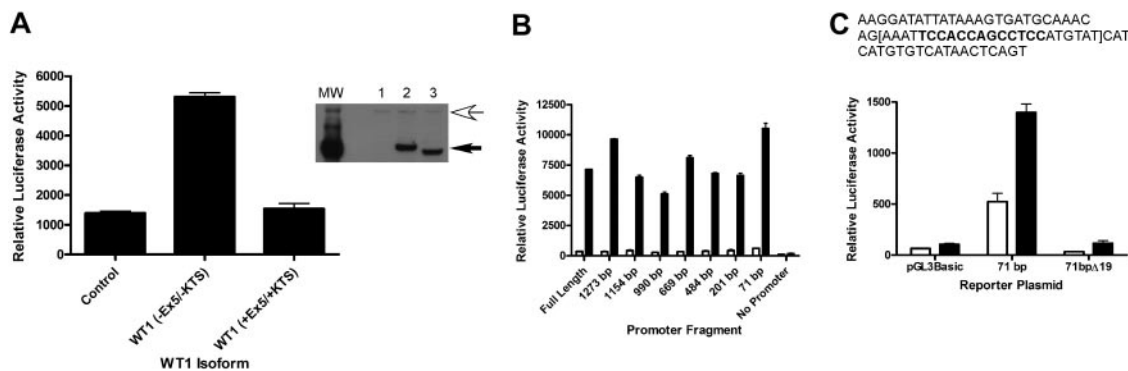 A
Relative Luciferase Activity
6000
5000
4000
3000
2000
1000
0
Control
WT1 (-Ex5/-KTS)
WT1 (+Ex5/+KTS)
WT1 Isoform
MW 1 2 3
B
Relative Luciferase Activity
12500
10000
7500
5000
2500
0
Full Length
1273 bp
1154 bp
990 bp
669 bp
484 bp
201 bp
71 bp
No Promoter
Promoter Fragment
C
AAGGATATTATAAAGTGATGCAAAC
AG[AAATTCCACCAGCCTCCATGTAT]CAT
CATGTGTCATAACTCAGT
Relative Luciferase Activity
1500
1000
500
0
pGL3Basic
71 bp
71bpΔ19
Reporter Plasmid